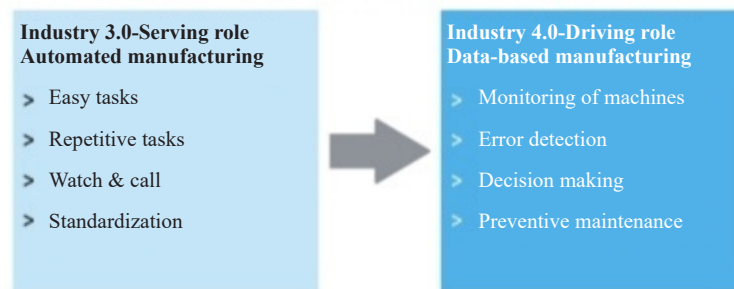 Industry 3.0-Serving role
Automated manufacturing
> Easy tasks
> Repetitive tasks
> Watch & call
> Standardization
Industry 4.0-Driving role
Data-based manufacturing
> Monitoring of machines
> Error detection
> Decision making
> Preventive maintenance